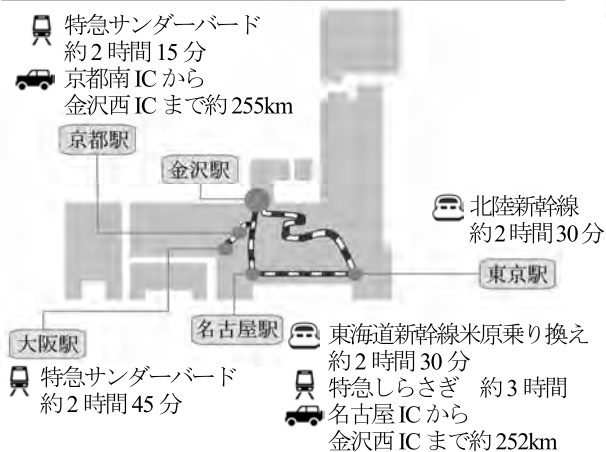 特急サンダーバード
約2時間15分
京都南ICから
金沢西ICまで約255km
京都駅
金沢駅
北陸新幹線
約2時間30分
東京駅
名古屋駅
大阪駅
東海道新幹線米原乗り換え
約2時間30分
特急しらさぎ　約3時間
名古屋ICから
金沢西ICまで約252km
特急サンダーバード
約2時間45分